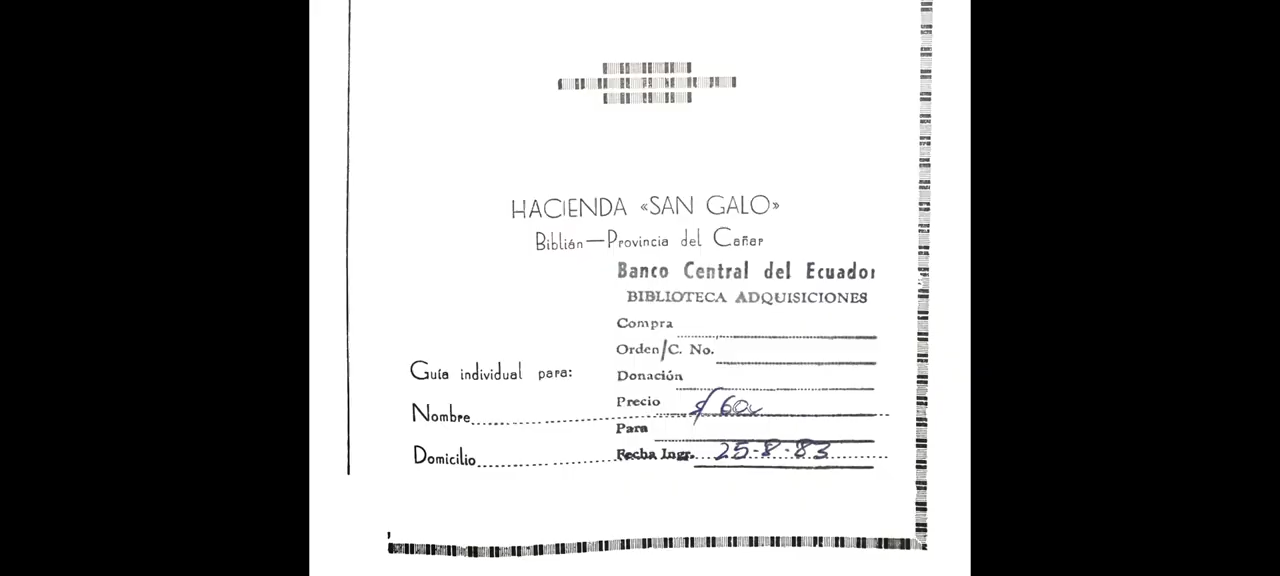 HACIENDA «SAN GALO»
Biblián—Provincia del Cañar
Banco Central del Ecuador
BIBLIOTECA ADQUISICIONES
Compra
Orden/C. No.
Donación
Guía individual para:
Precio
Nombre
Para
Domicilio
Fecha Ingr. 25-8-83